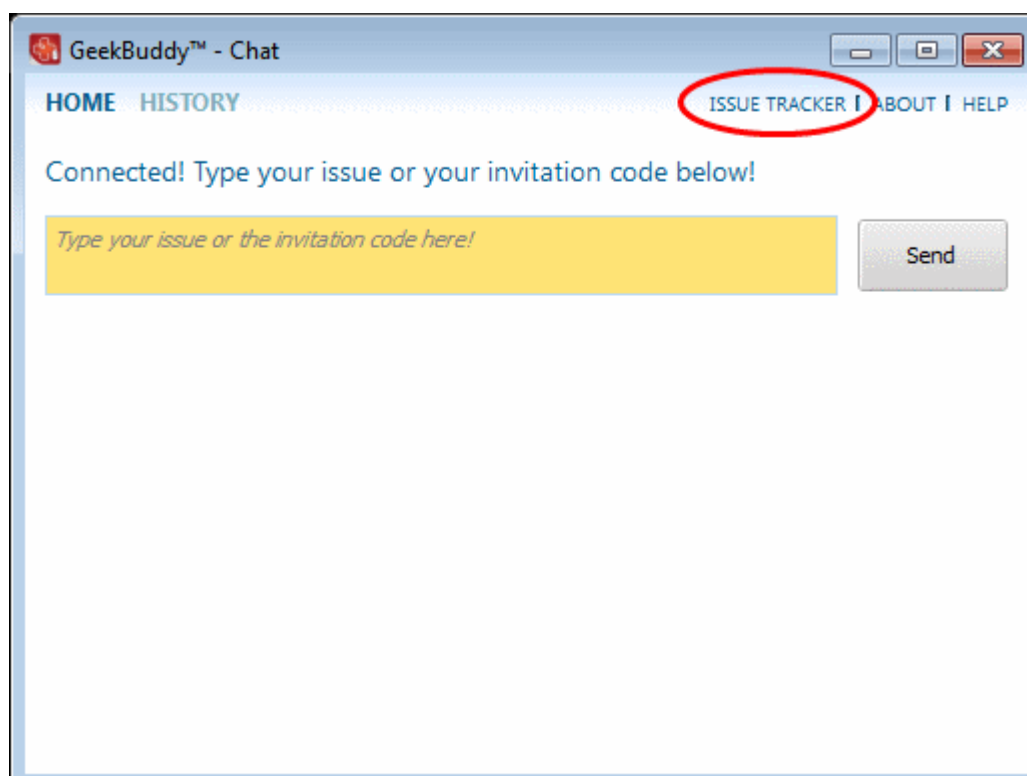 GeekBuddy™ - Chat
HOME HISTORY ISSUE TRACKER | ABOUT | HELP
Connected! Type your issue or your invitation code below!
Type your issue or the invitation code here!
Send